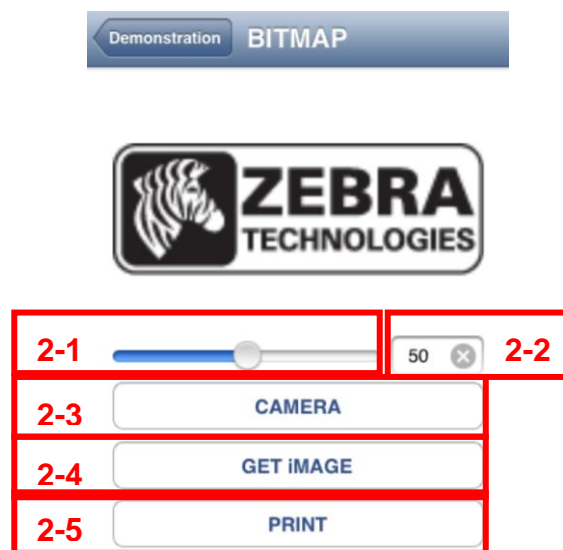 Demonstration BITMAP
ZEBRA
TECHNOLOGIES
2-1 50 2-2
2-3 CAMERA
2-4 GET iMAGE
2-5 PRINT